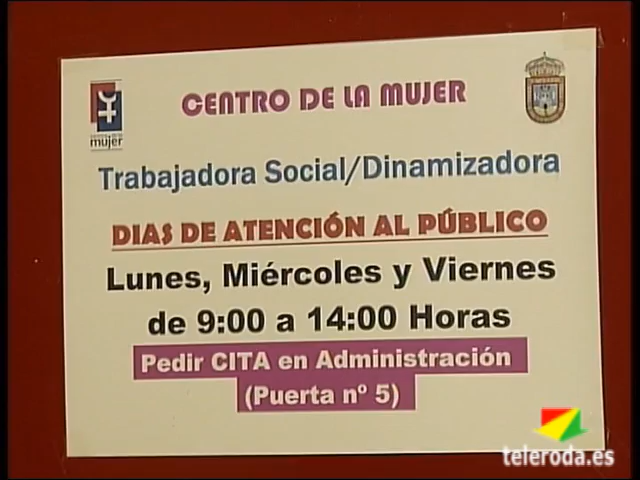 CENTRO DE LA MUJER
mujer
Trabajadora Social/Dinamizadora
DIAS DE ATENCIÓN AL PÚBLICO
Lunes, Miércoles y Viernes
de 9:00 a 14:00 Horas
Pedir CITA en Administración
(Puerta nº 5)
teleroda.es